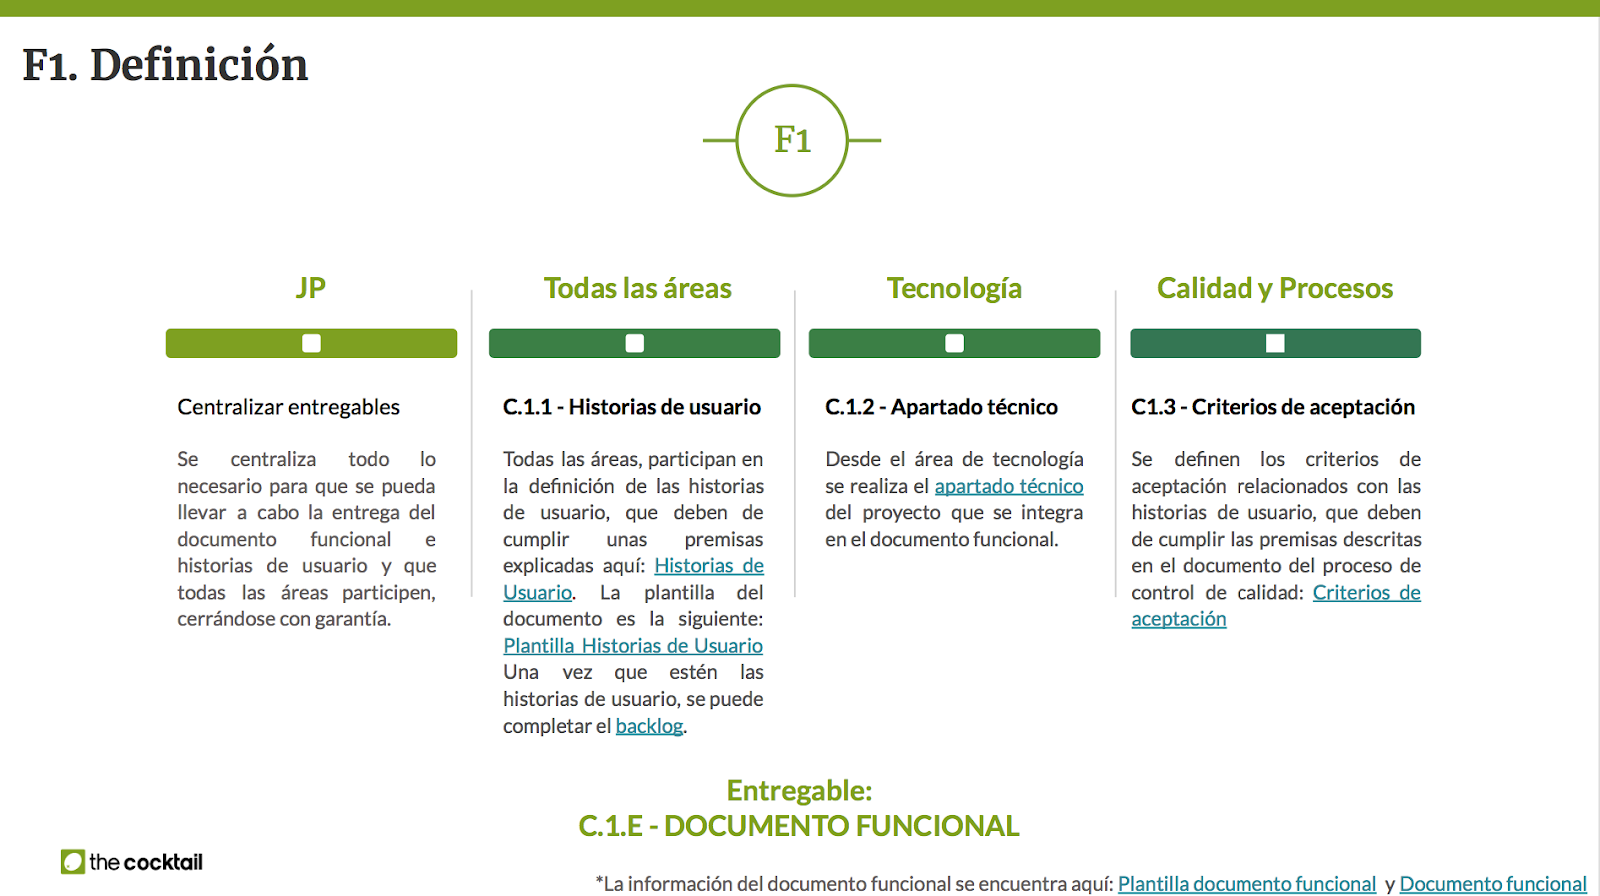 F1. Definición
F1
JP
Centralizar entregables
Se centraliza todo lo
necesario para que se pueda
llevar a cabo la entrega del
documento funcional e
historias de usuario y que
todas las áreas participen,
cerrándose con garantía.
Todas las áreas
C.1.1 - Historias de usuario
Todas las áreas, participan en
la definición de las historias
de usuario, que deben de
cumplir unas premisas
explicadas aquí: Historias de
Usuario. La plantilla del
documento es la siguiente:
Plantilla Historias de Usuario
Una vez que estén las
historias de usuario, se puede
completar el backlog.
Tecnología
C.1.2 - Apartado técnico
Desde el área de tecnología
se realiza el apartado técnico
del proyecto que se integra
en el documento funcional.
Calidad y Procesos
C1.3 - Criterios de aceptación
Se definen los criterios de
aceptación relacionados con las
historias de usuario, que deben
de cumplir las premisas descritas
en el documento del proceso de
control de calidad: Criterios de
aceptación
Entregable:
C.1.E - DOCUMENTO FUNCIONAL
the cocktail
*La información del documento funcional se encuentra aquí: Plantilla documento funcional y Documento funcional